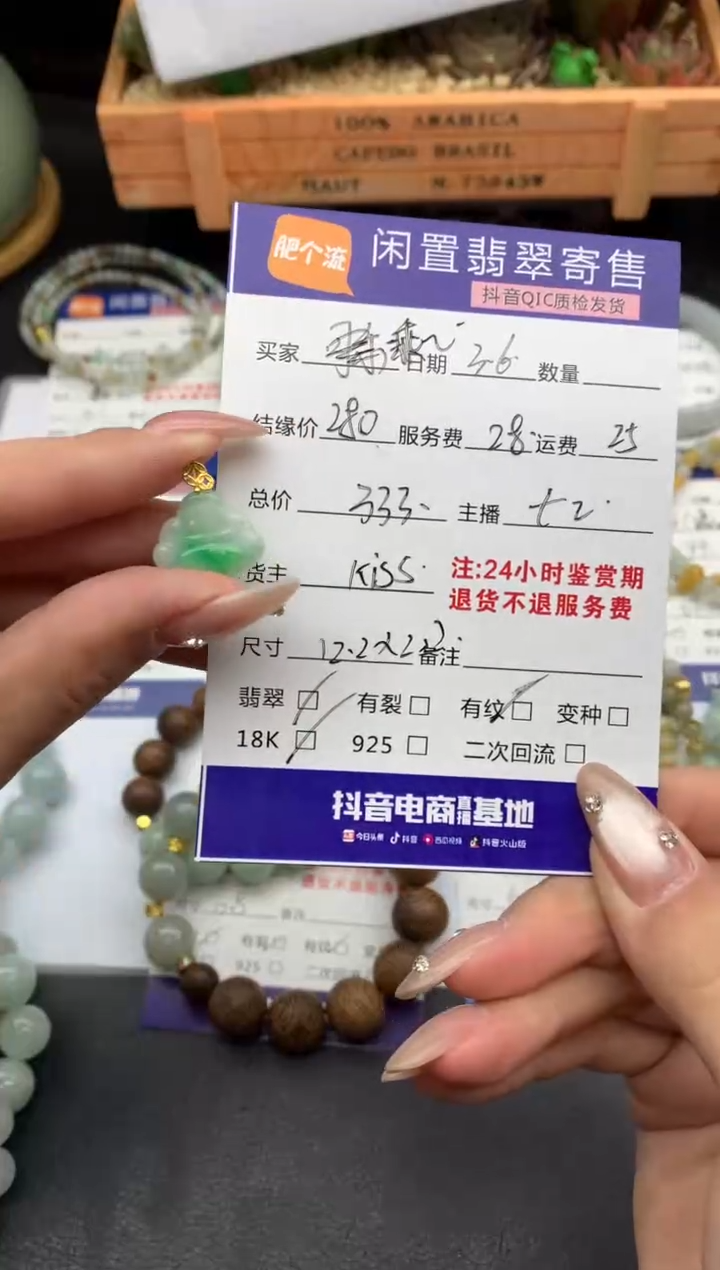 100% ARABICA
CAFEDO BRASIL
肥个流 闲置翡翠寄售
抖音QIC质检发货
买家 日期 26 数量
结缘价 280 服务费 28. 运费 25
总价 333. 主播 十二.
货主 Kiss.
注:24小时鉴赏期
退货不退服务费
尺寸 备注
翡翠 有裂 有纹 变种
18K 925 二次回流
抖音电商直播基地
今日头条 抖音 西瓜视频 抖音火山版
925